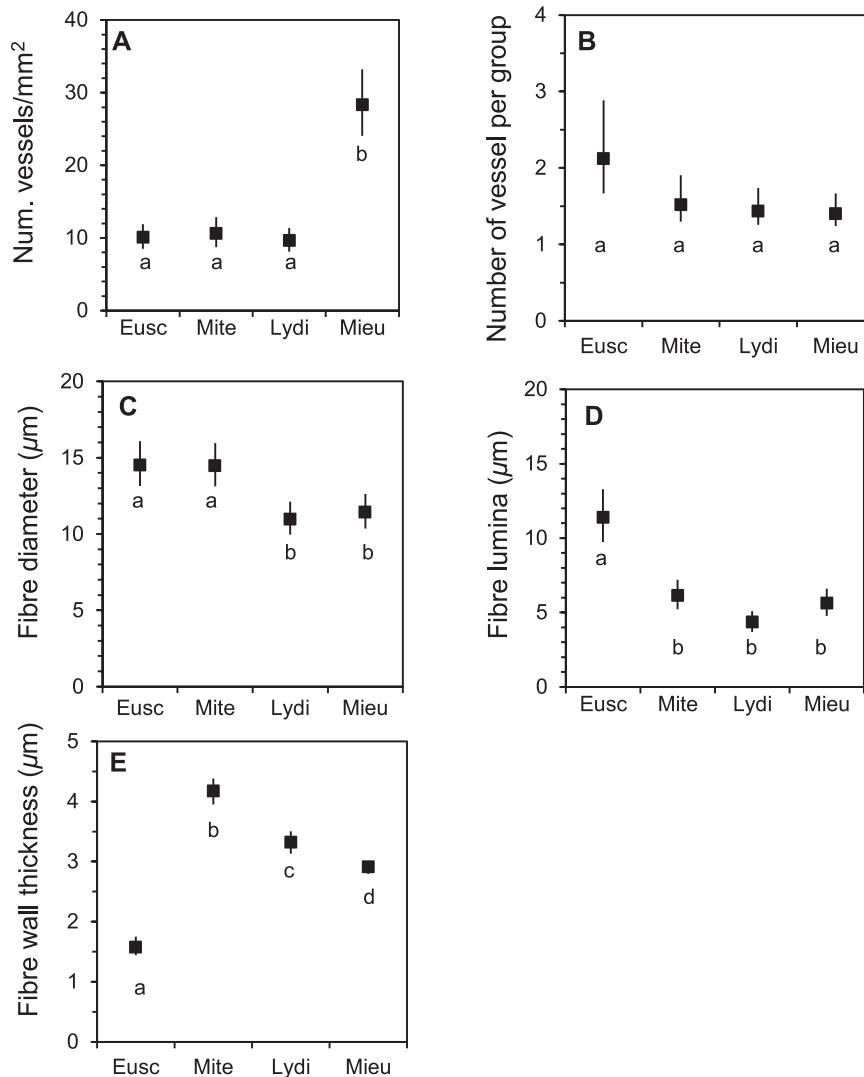 A
Num. vessels/mm²
40
30
20
10
0
a
a
a
b
Eusc Mite Lydi Mieu
B
Number of vessel per group
4
3
2
1
0
a
a
a
a
Eusc Mite Lydi Mieu
C
Fibre diameter (µm)
20
15
10
5
0
a
a
b
b
Eusc Mite Lydi Mieu
D
Fibre lumina (µm)
20
15
10
5
0
a
b
b
b
Eusc Mite Lydi Mieu
E
Fibre wall thickness (µm)
5
4
3
2
1
0
a
b
c
d
Eusc Mite Lydi Mieu